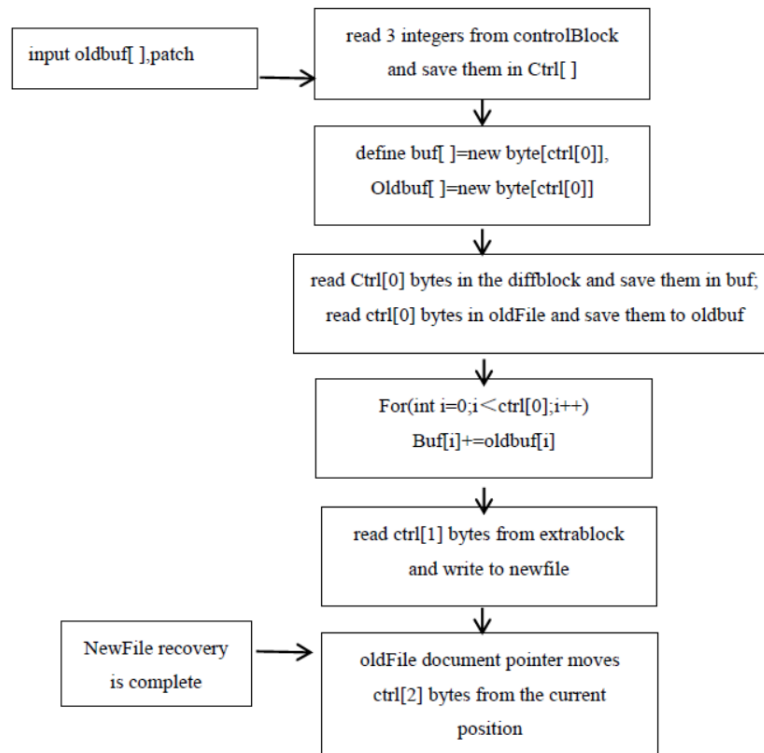 input oldbuf[ ],patch
read 3 integers from controlBlock
and save them in Ctrl[ ]
define buf[ ]=new byte[ctrl[0]],
Oldbuf[ ]=new byte[ctrl[0]]
read Ctrl[0] bytes in the diffblock and save them in buf;
read ctrl[0] bytes in oldFile and save them to oldbuf
For(int i=0;i＜ctrl[0];i++)
Buf[i]+=oldbuf[i]
read ctrl[1] bytes from extrablock
and write to newfile
NewFile recovery
is complete
oldFile document pointer moves
ctrl[2] bytes from the current
position